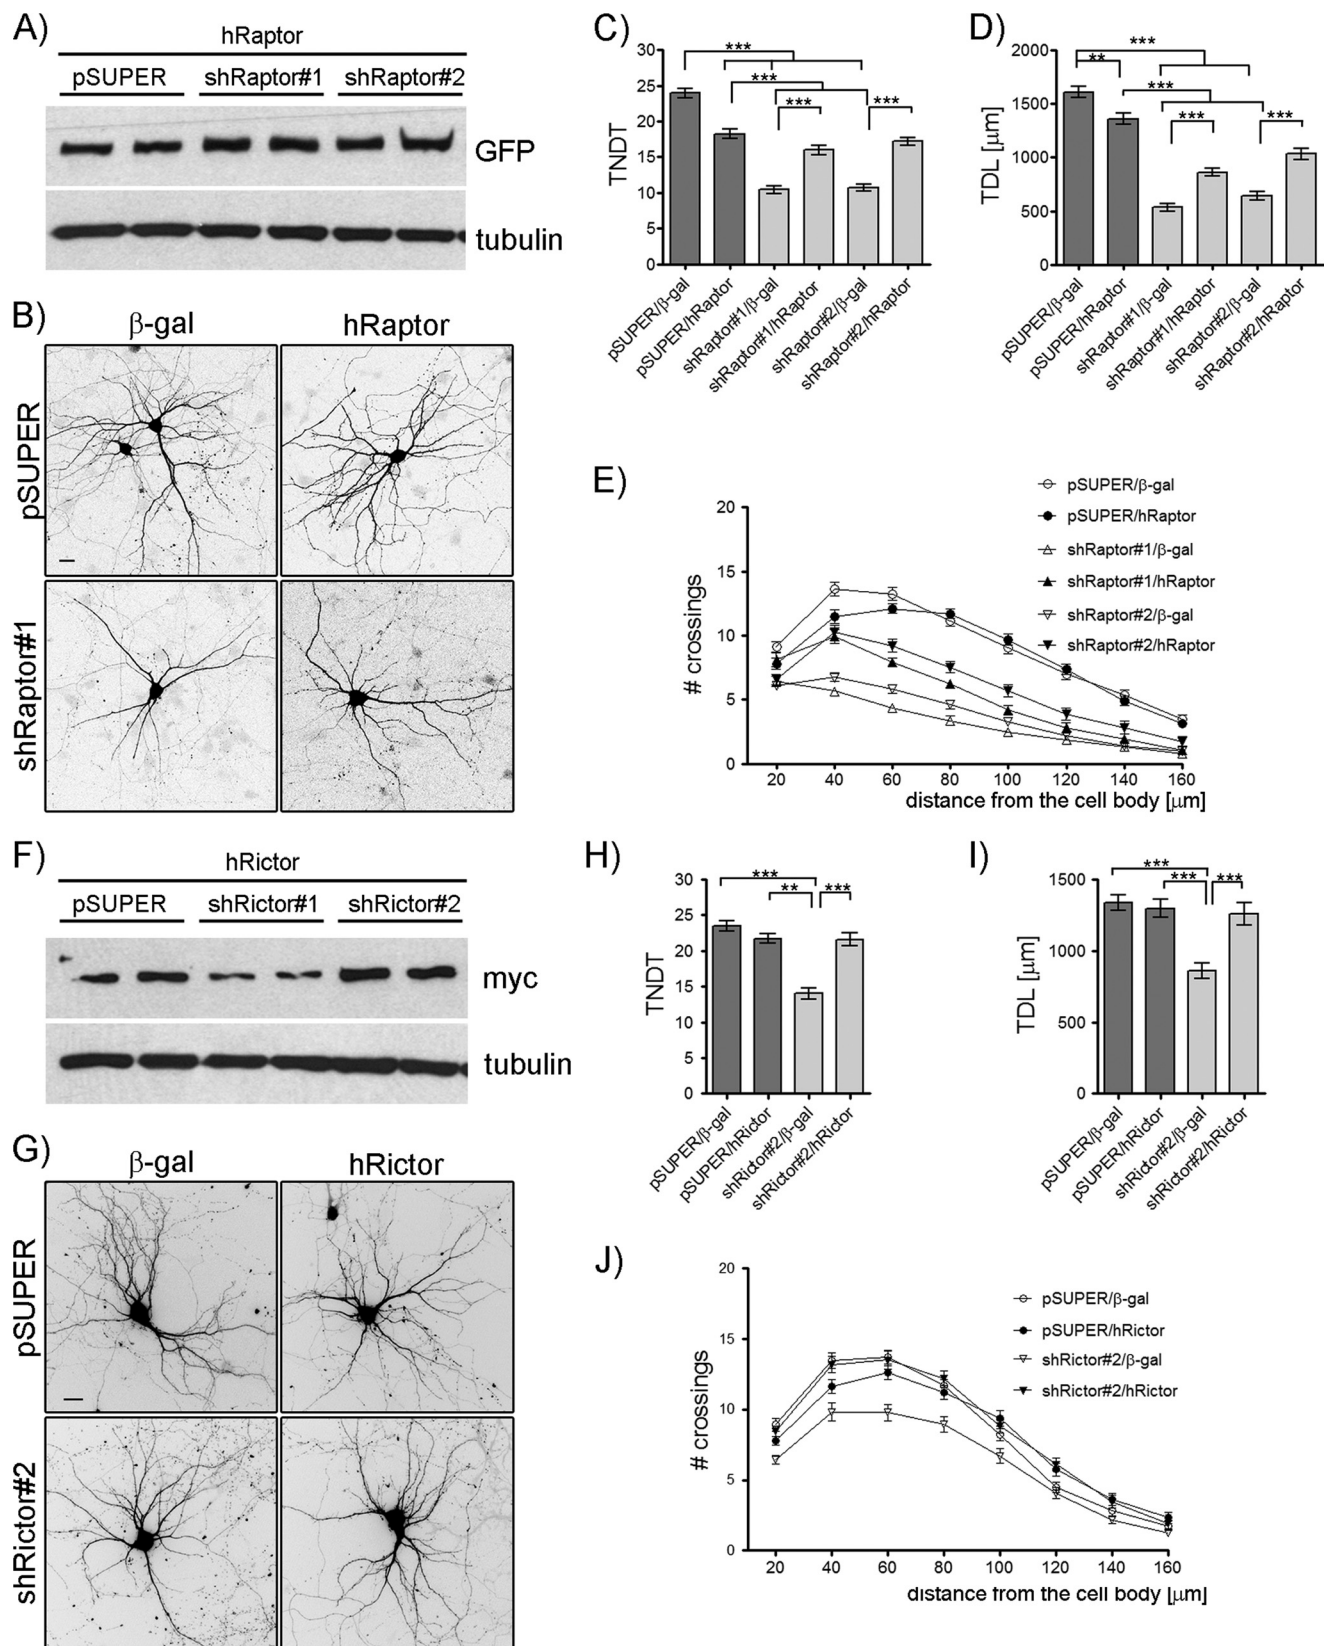 A)
hRaptor
pSUPER shRaptor#1 shRaptor#2
GFP
tubulin
B)
β-gal hRaptor
pSUPER
shRaptor#1
C)
TNDT
30
25
20
15
10
5
0
***
***
*** ***
pSUPER/β-gal
pSUPER/hRaptor
shRaptor#1/β-gal
shRaptor#1/hRaptor
shRaptor#2/β-gal
shRaptor#2/hRaptor
D)
TDL [μm]
2000
1500
1000
500
0
***
**
***
*** ***
pSUPER/β-gal
pSUPER/hRaptor
shRaptor#1/β-gal
shRaptor#1/hRaptor
shRaptor#2/β-gal
shRaptor#2/hRaptor
E)
# crossings
20
15
10
5
0
pSUPER/β-gal
pSUPER/hRaptor
shRaptor#1/β-gal
shRaptor#1/hRaptor
shRaptor#2/β-gal
shRaptor#2/hRaptor
20 40 60 80 100 120 140 160
distance from the cell body [μm]
F)
hRictor
pSUPER shRictor#1 shRictor#2
myc
tubulin
G)
β-gal hRictor
pSUPER
shRictor#2
H)
TNDT
30
25
20
15
10
5
0
***
** ***
pSUPER/β-gal
pSUPER/hRictor
shRictor#2/β-gal
shRictor#2/hRictor
I)
TDL [μm]
1500
1000
500
0
***
*** ***
pSUPER/β-gal
pSUPER/hRictor
shRictor#2/β-gal
shRictor#2/hRictor
J)
# crossings
20
15
10
5
0
pSUPER/β-gal
pSUPER/hRictor
shRictor#2/β-gal
shRictor#2/hRictor
20 40 60 80 100 120 140 160
distance from the cell body [μm]